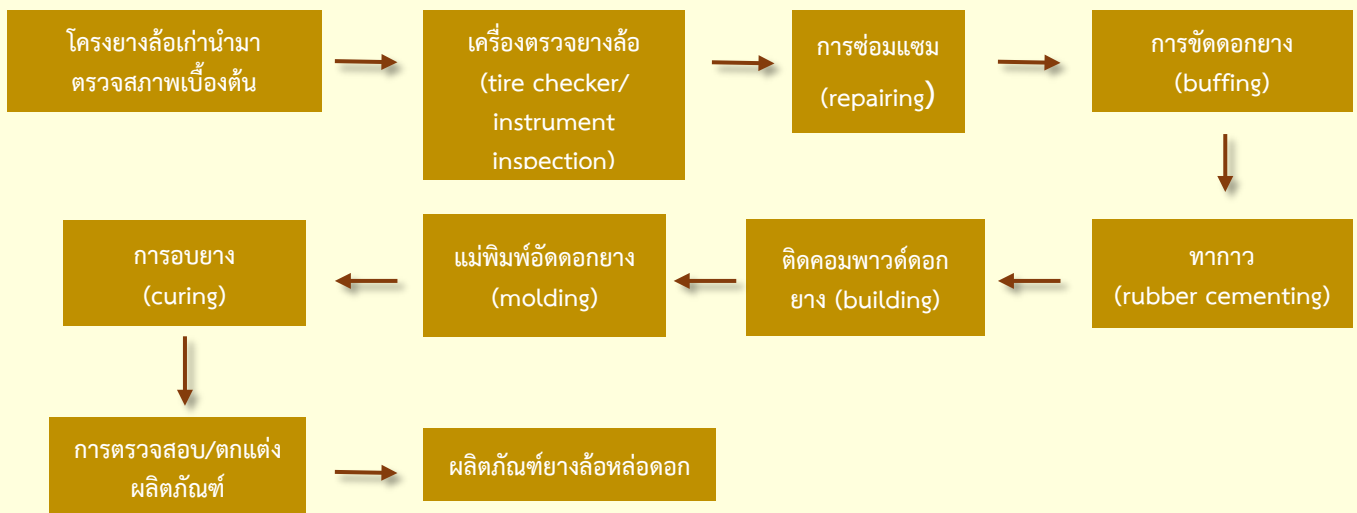 โครงยางล้อเก่านำมา
ตรวจสภาพเบื้องต้น
เครื่องตรวจยางล้อ
(tire checker/
instrument
inspection)
การซ่อมแซม
(repairing)
การขัดดอกยาง
(buffing)
ทากาว
(rubber cementing)
ติดคอมพาวด์ดอก
ยาง (building)
แม่พิมพ์อัดดอกยาง
(molding)
การอบยาง
(curing)
การตรวจสอบ/ตกแต่ง
ผลิตภัณฑ์
ผลิตภัณฑ์ยางล้อหล่อดอก